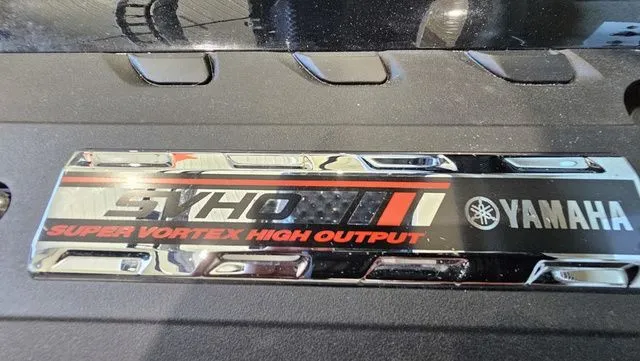 SVHO
SUPER VORTEX HIGH OUTPUT
YAMAHA